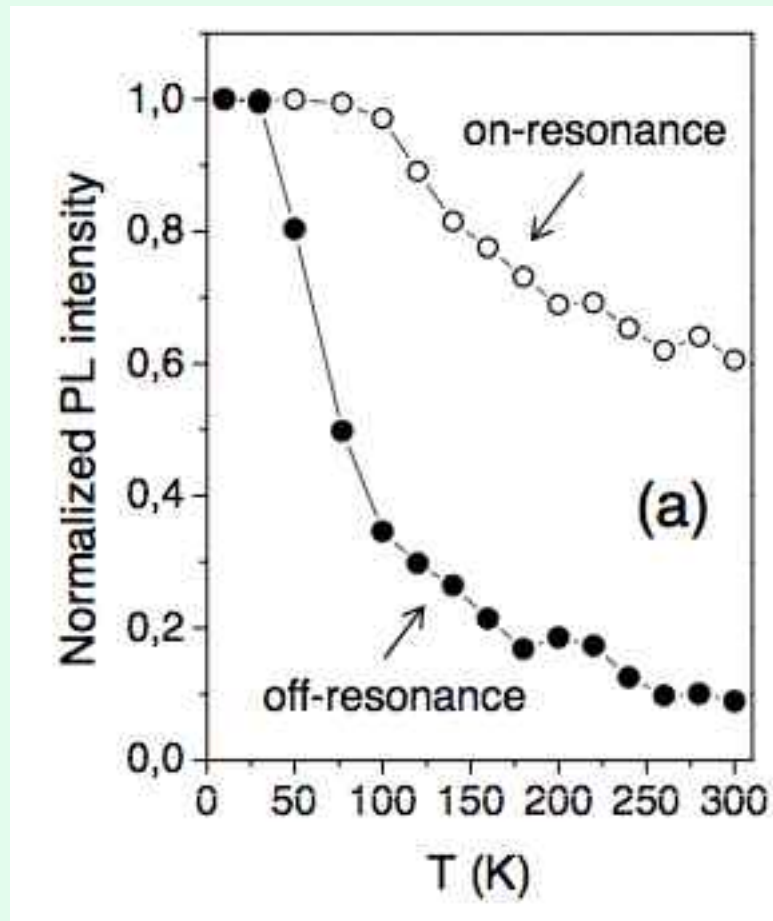 1,0
0,8
0,6
0,4
0,2
0,0
Normalized PL intensity
on-resonance
(a)
off-resonance
0 50 100 150 200 250 300
T (K)